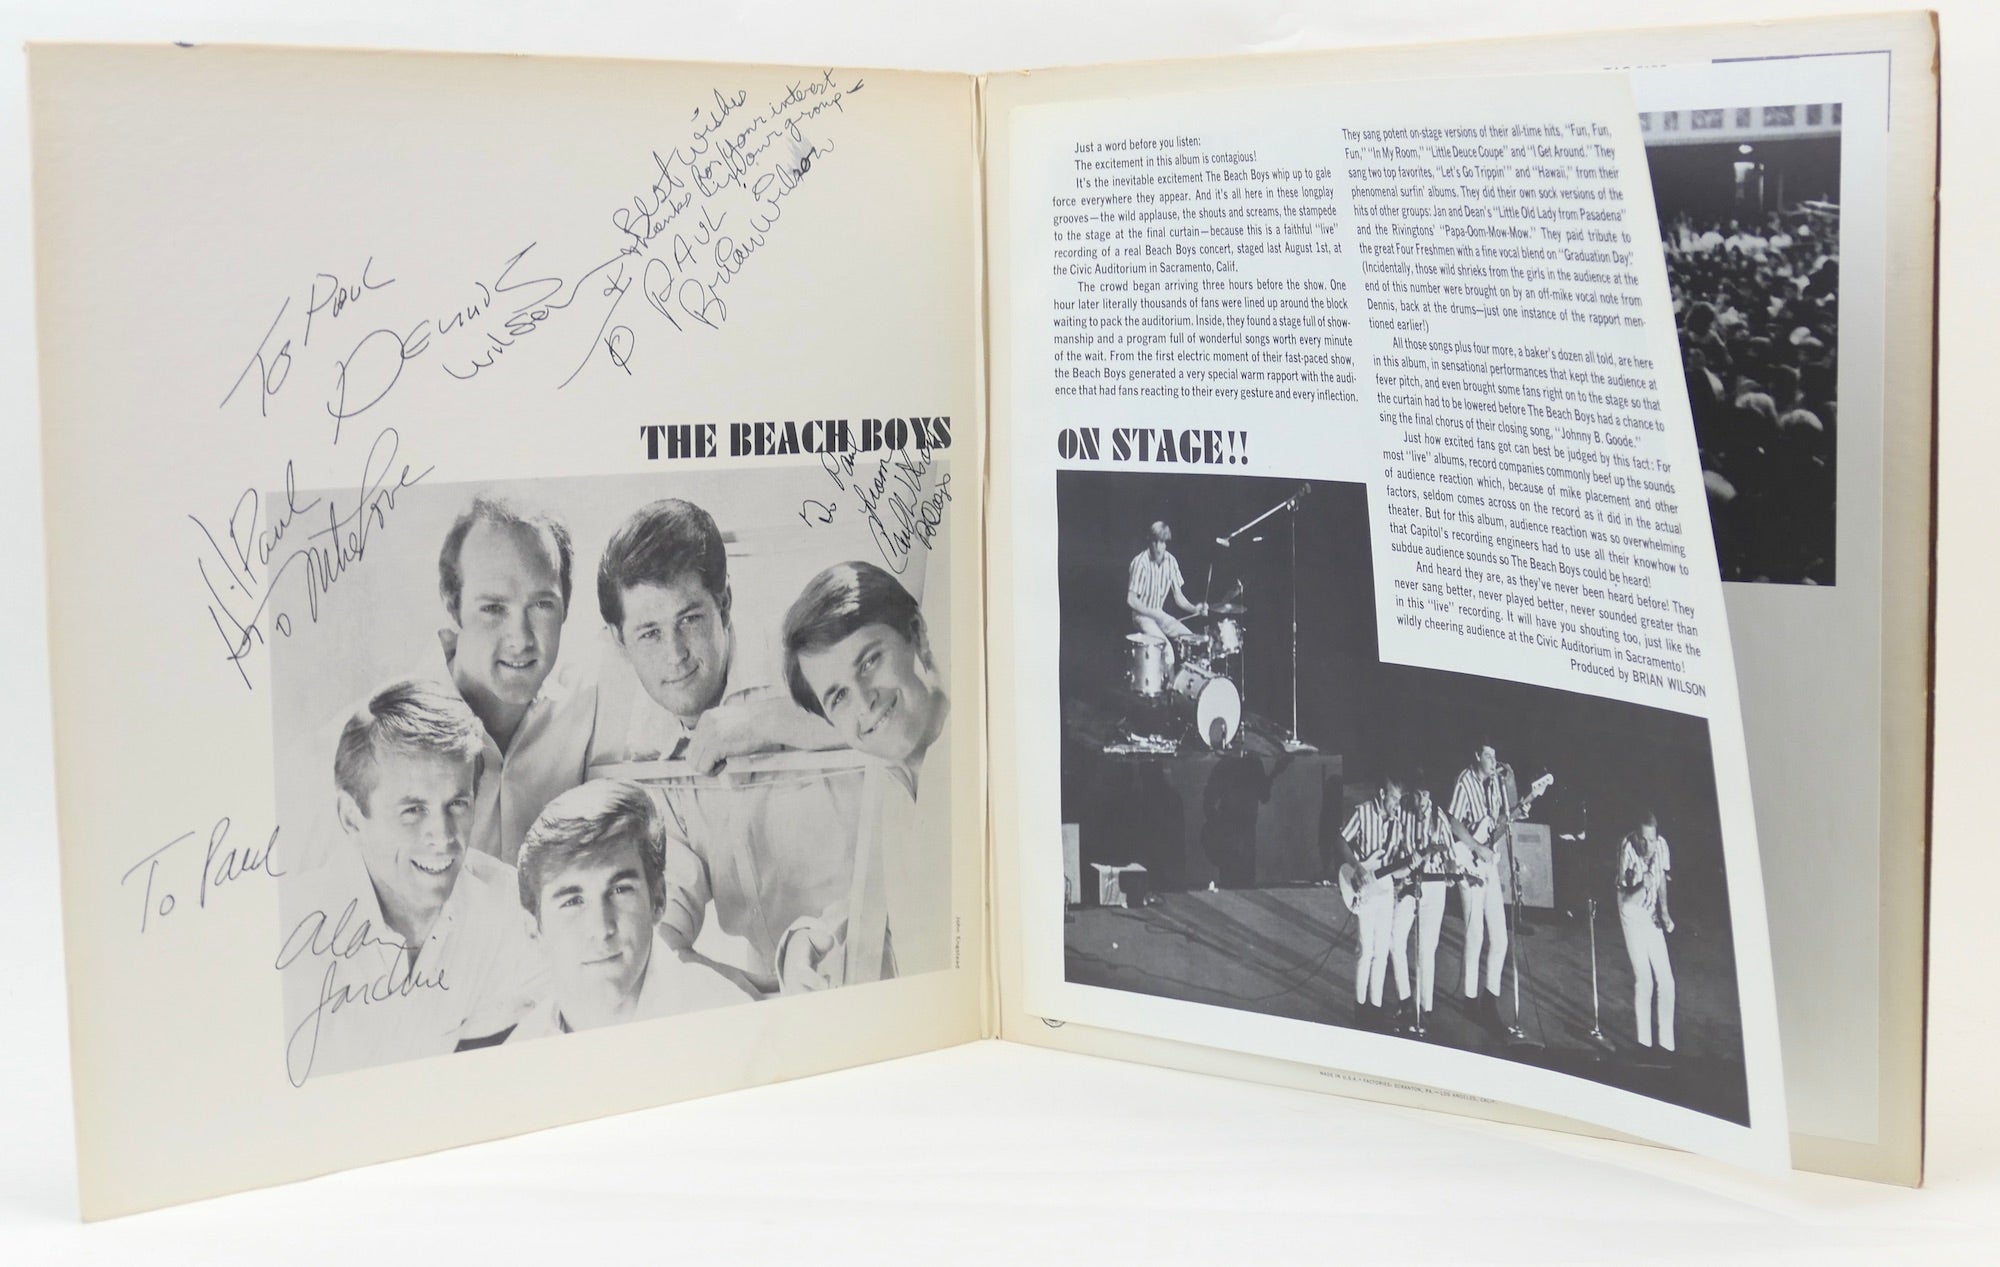 To Paul
DENNIS
Wilson
Best Wishes
& thanks for your interest
in our group –
To PAUL
Brian Wilson
Hi Paul
Mike Love
THE BEACH BOYS
To Paul
from
Carl Wilson
To Paul
Alan
Jardine
John Engstead
Just a word before you listen:
The excitement in this album is contagious!
It's the inevitable excitement The Beach Boys whip up to gale
force everywhere they appear. And it's all here in these longplay
grooves—the wild applause, the shouts and screams, the stampede
to the stage at the final curtain—because this is a faithful "live"
recording of a real Beach Boys concert, staged last August 1st, at
the Civic Auditorium in Sacramento, Calif.
The crowd began arriving three hours before the show. One
hour later literally thousands of fans were lined up around the block
waiting to pack the auditorium. Inside, they found a stage full of show-
manship and a program full of wonderful songs worth every minute
of the wait. From the first electric moment of their fast-paced show,
the Beach Boys generated a very special warm rapport with the audi-
ence that had fans reacting to their every gesture and every inflection.
ON STAGE!!
They sang potent on-stage versions of their all-time hits, "Fun, Fun,
Fun," "In My Room," "Little Deuce Coupe" and "I Get Around." They
sang two top favorites, "Let's Go Trippin'" and "Hawaii," from their
phenomenal surfin' albums. They did their own sock versions of the
hits of other groups: Jan and Dean's "Little Old Lady from Pasadena"
and the Rivingtons' "Papa-Oom-Mow-Mow." They paid tribute to
the great Four Freshmen with a fine vocal blend on "Graduation Day."
(Incidentally, those wild shrieks from the girls in the audience at the
end of this number were brought on by an off-mike vocal note from
Dennis, back at the drums—just one instance of the rapport men-
tioned earlier!)
All those songs plus four more, a baker's dozen all told, are here
in this album, in sensational performances that kept the audience at
fever pitch, and even brought some fans right on to the stage so that
the curtain had to be lowered before The Beach Boys had a chance to
sing the final chorus of their closing song, "Johnny B. Goode."
Just how excited fans got can best be judged by this fact: For
most "live" albums, record companies commonly beef up the sounds
of audience reaction which, because of mike placement and other
factors, seldom comes across on the record as it did in the actual
theater. But for this album, audience reaction was so overwhelming
that Capitol's recording engineers had to use all their knowhow to
subdue audience sounds so The Beach Boys could be heard!
And heard they are, as they've never been heard before! They
never sang better, never played better, never sounded greater than
in this "live" recording. It will have you shouting too, just like the
wildly cheering audience at the Civic Auditorium in Sacramento!
Produced by BRIAN WILSON
MADE IN U.S.A. • FACTORIES: SCRANTON, PA.—LOS ANGELES, CALIF.